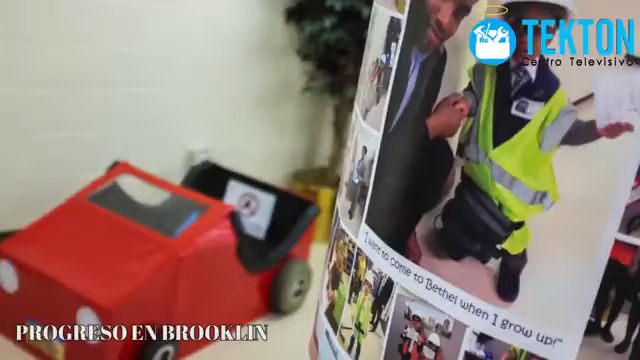 TEKTON
Centro Televisivo
"I want to come to Bethel when I grow up!"
PROGRESO EN BROOKLIN